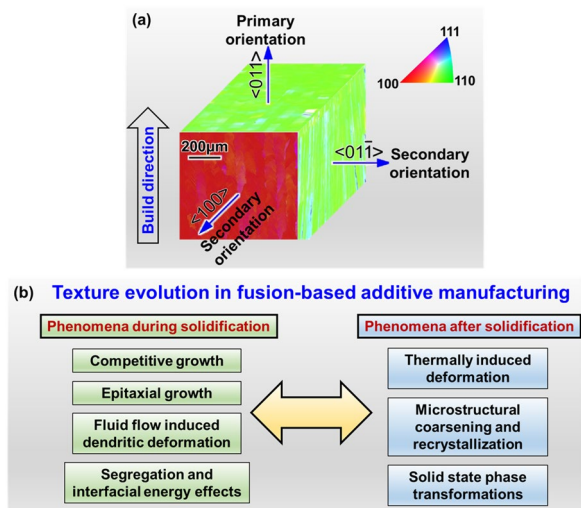 (a)
Primary
orientation
<011>
111
100
110
200μm
<011̄>
Secondary
orientation
Build direction
<100>
Secondary
orientation
(b) Texture evolution in fusion-based additive manufacturing
Phenomena during solidification
Phenomena after solidification
Competitive growth
Epitaxial growth
Fluid flow induced
dendritic deformation
Segregation and
interfacial energy effects
Thermally induced
deformation
Microstructural
coarsening and
recrystallization
Solid state phase
transformations